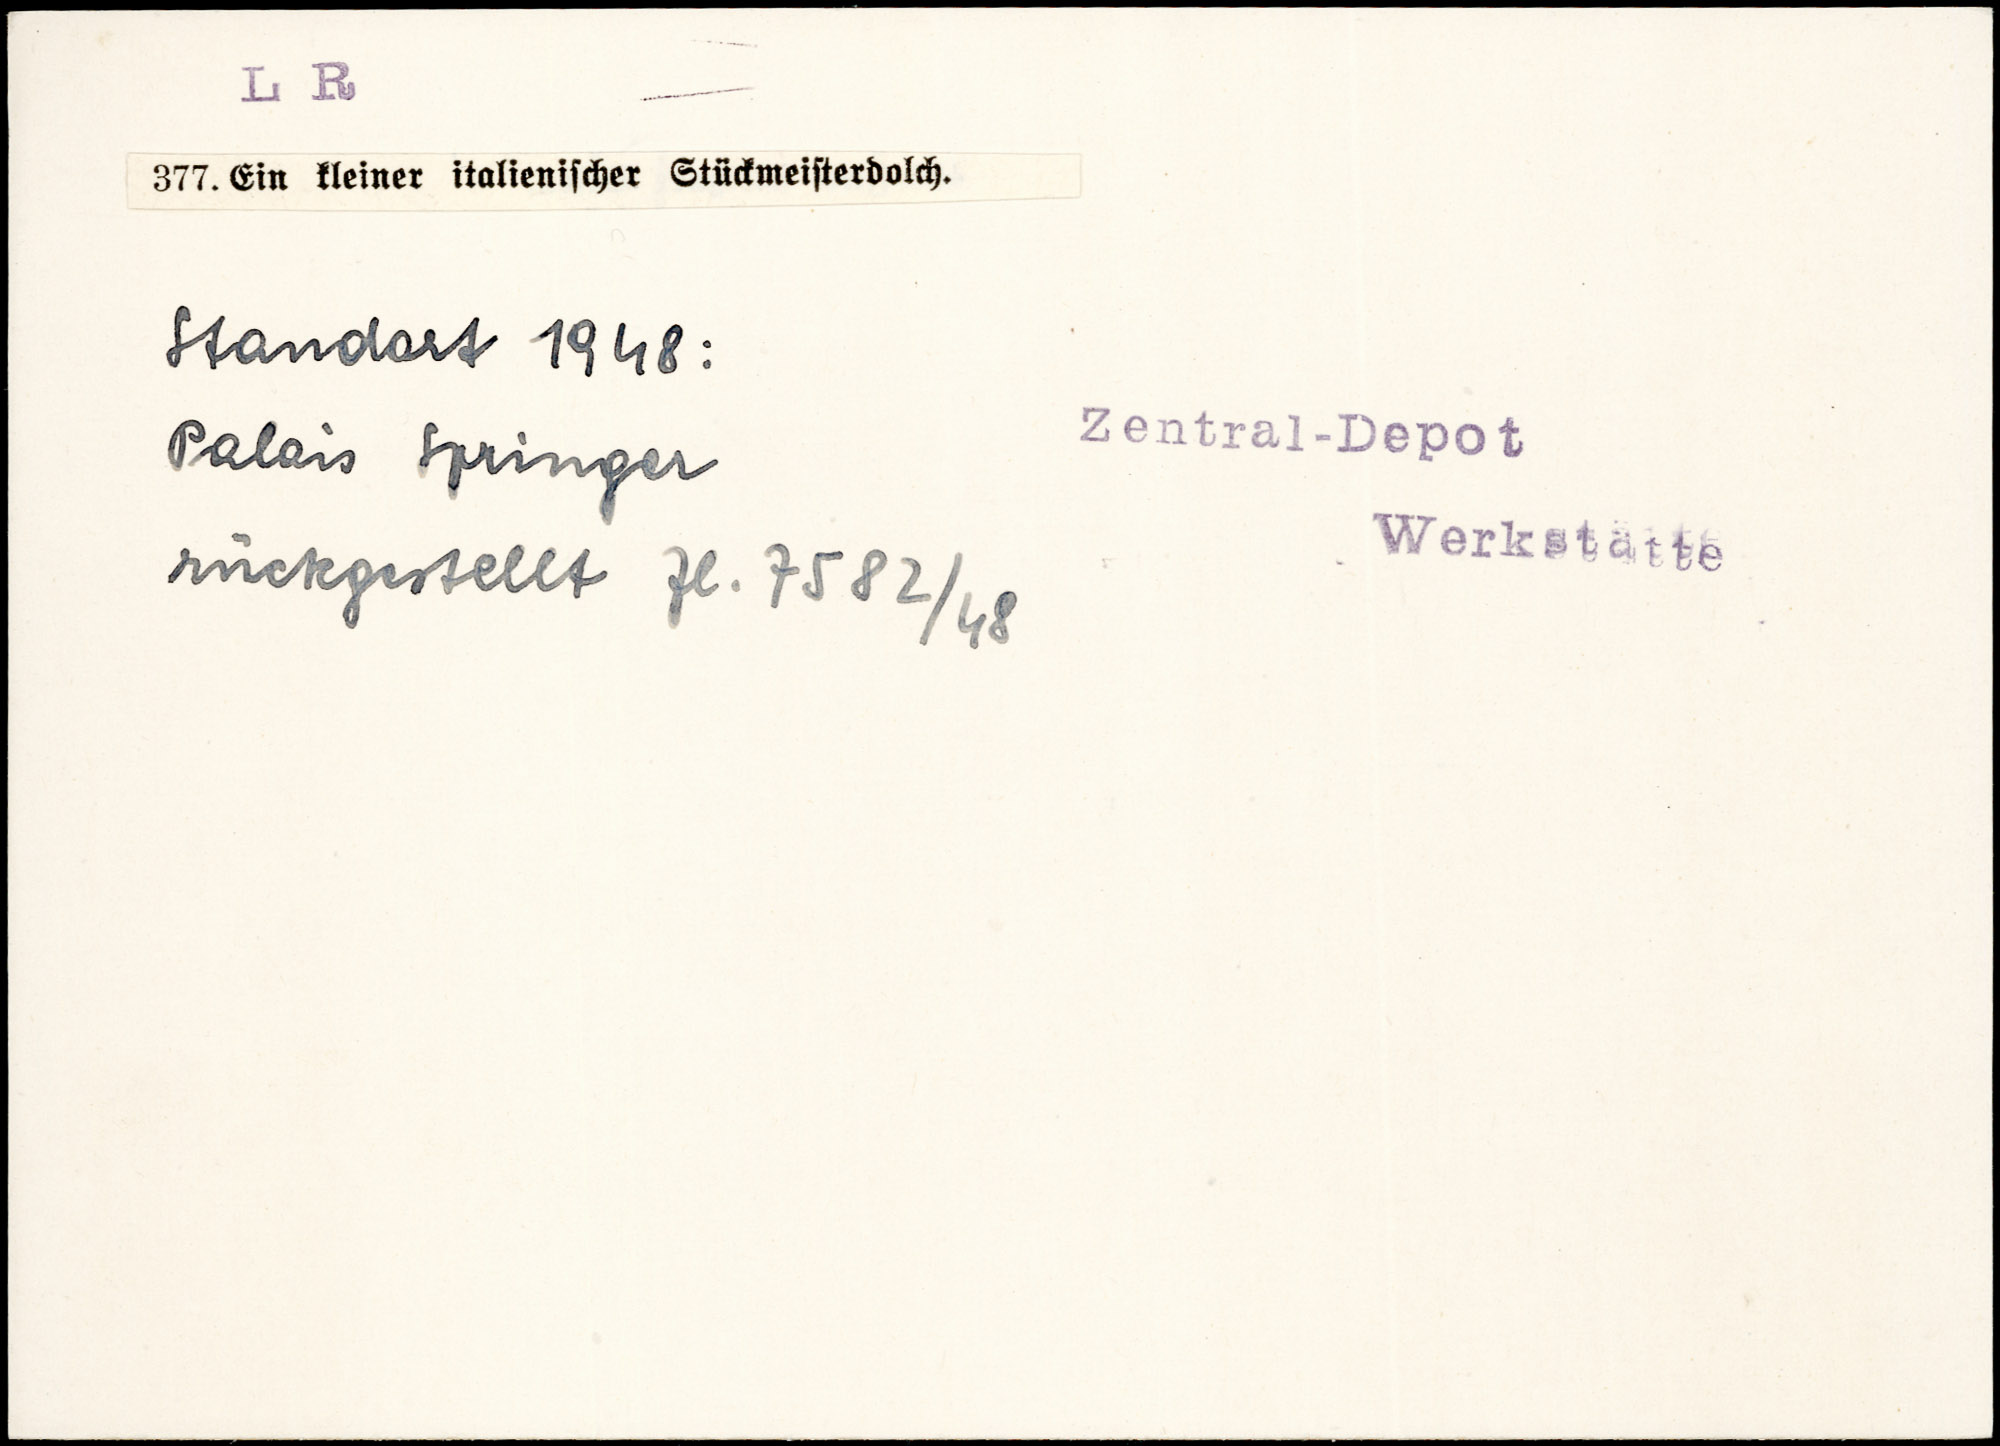 L R
377. Ein kleiner italienischer Stückmeisterdolch.
Standort 1948:
Palais Springer
Zentral-Depot
Werkstätte
rückgestellt Zl. 7582/48